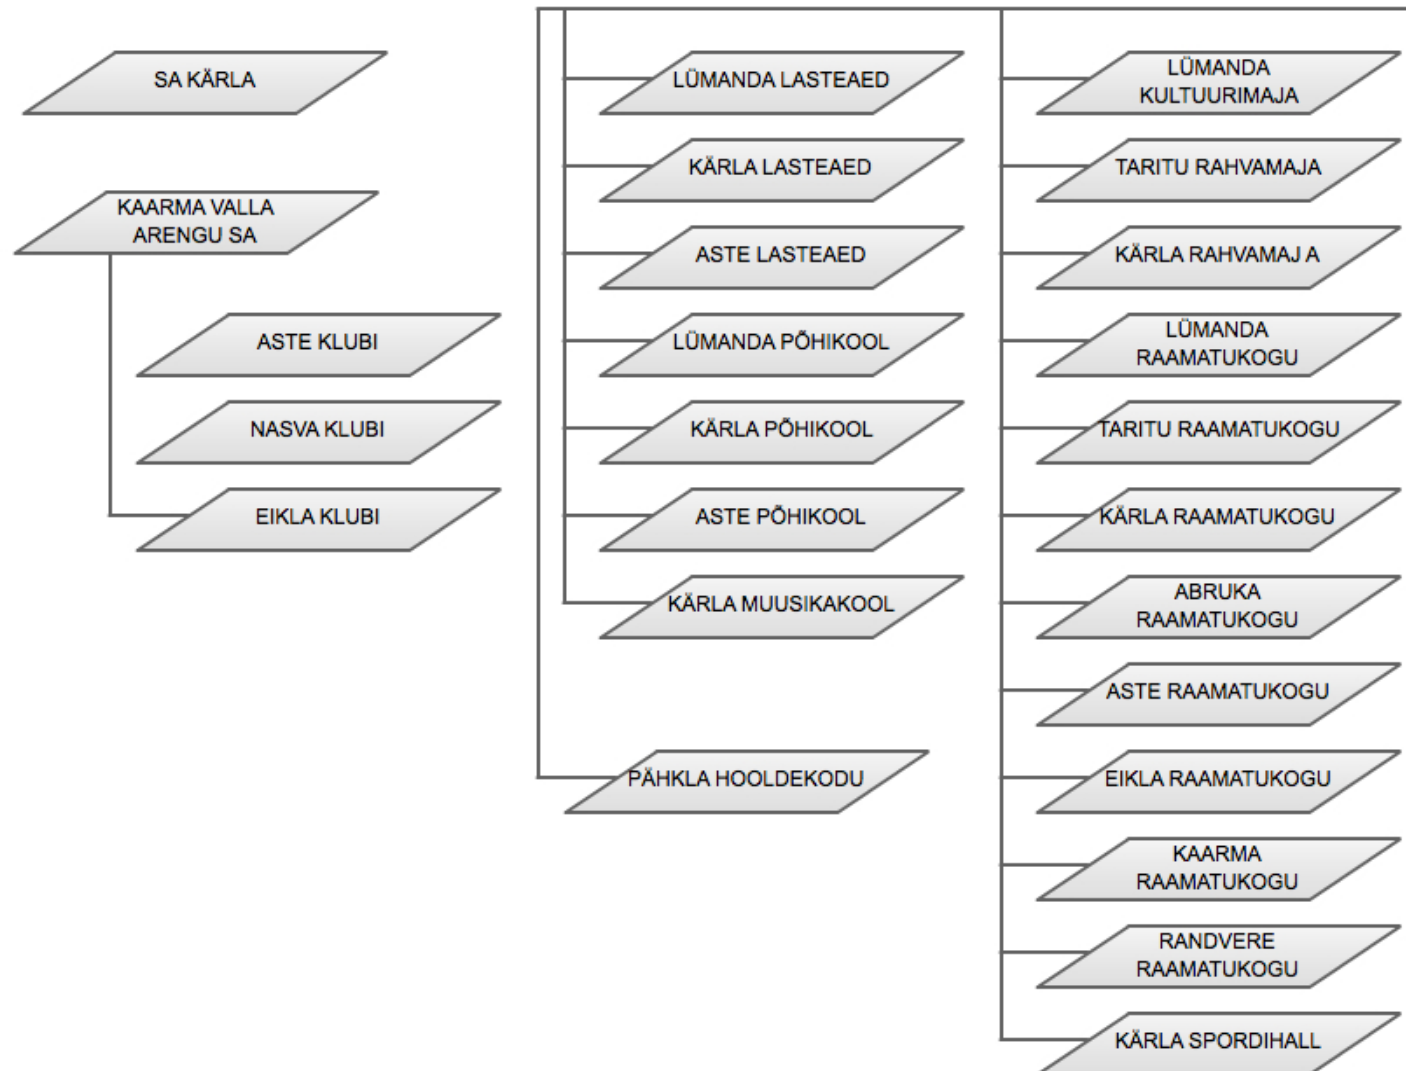 SA KÄRLA
KAARMA VALLA
ARENGU SA
ASTE KLUBI
NASVA KLUBI
EIKLA KLUBI
LÜMANDA LASTEAED
KÄRLA LASTEAED
ASTE LASTEAED
LÜMANDA PÕHIKOOL
KÄRLA PÕHIKOOL
ASTE PÕHIKOOL
KÄRLA MUUSIKAKOOL
PÄHKLA HOOLDEKODU
LÜMANDA
KULTUURIMAJA
TARITU RAHVAMAJA
KÄRLA RAHVAMAJA
LÜMANDA
RAAMATUKOGU
TARITU RAAMATUKOGU
KÄRLA RAAMATUKOGU
ABRUKA
RAAMATUKOGU
ASTE RAAMATUKOGU
EIKLA RAAMATUKOGU
KAARMA
RAAMATUKOGU
RANDVERE
RAAMATUKOGU
KÄRLA SPORDIHALL